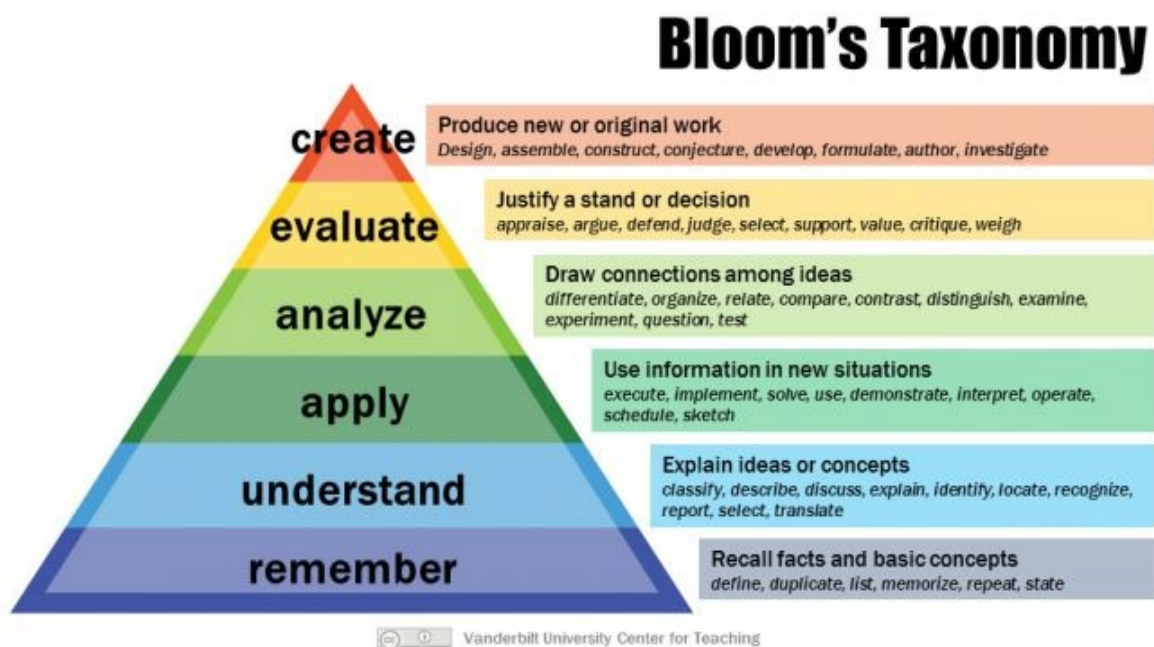 Bloom's Taxonomy
create
Produce new or original work
Design, assemble, construct, conjecture, develop, formulate, author, investigate
evaluate
Justify a stand or decision
appraise, argue, defend, judge, select, support, value, critique, weigh
analyze
Draw connections among ideas
differentiate, organize, relate, compare, contrast, distinguish, examine,
experiment, question, test
apply
Use information in new situations
execute, implement, solve, use, demonstrate, interpret, operate,
schedule, sketch
understand
Explain ideas or concepts
classify, describe, discuss, explain, identify, locate, recognize,
report, select, translate
remember
Recall facts and basic concepts
define, duplicate, list, memorize, repeat, state
cc Vanderbilt University Center for Teaching